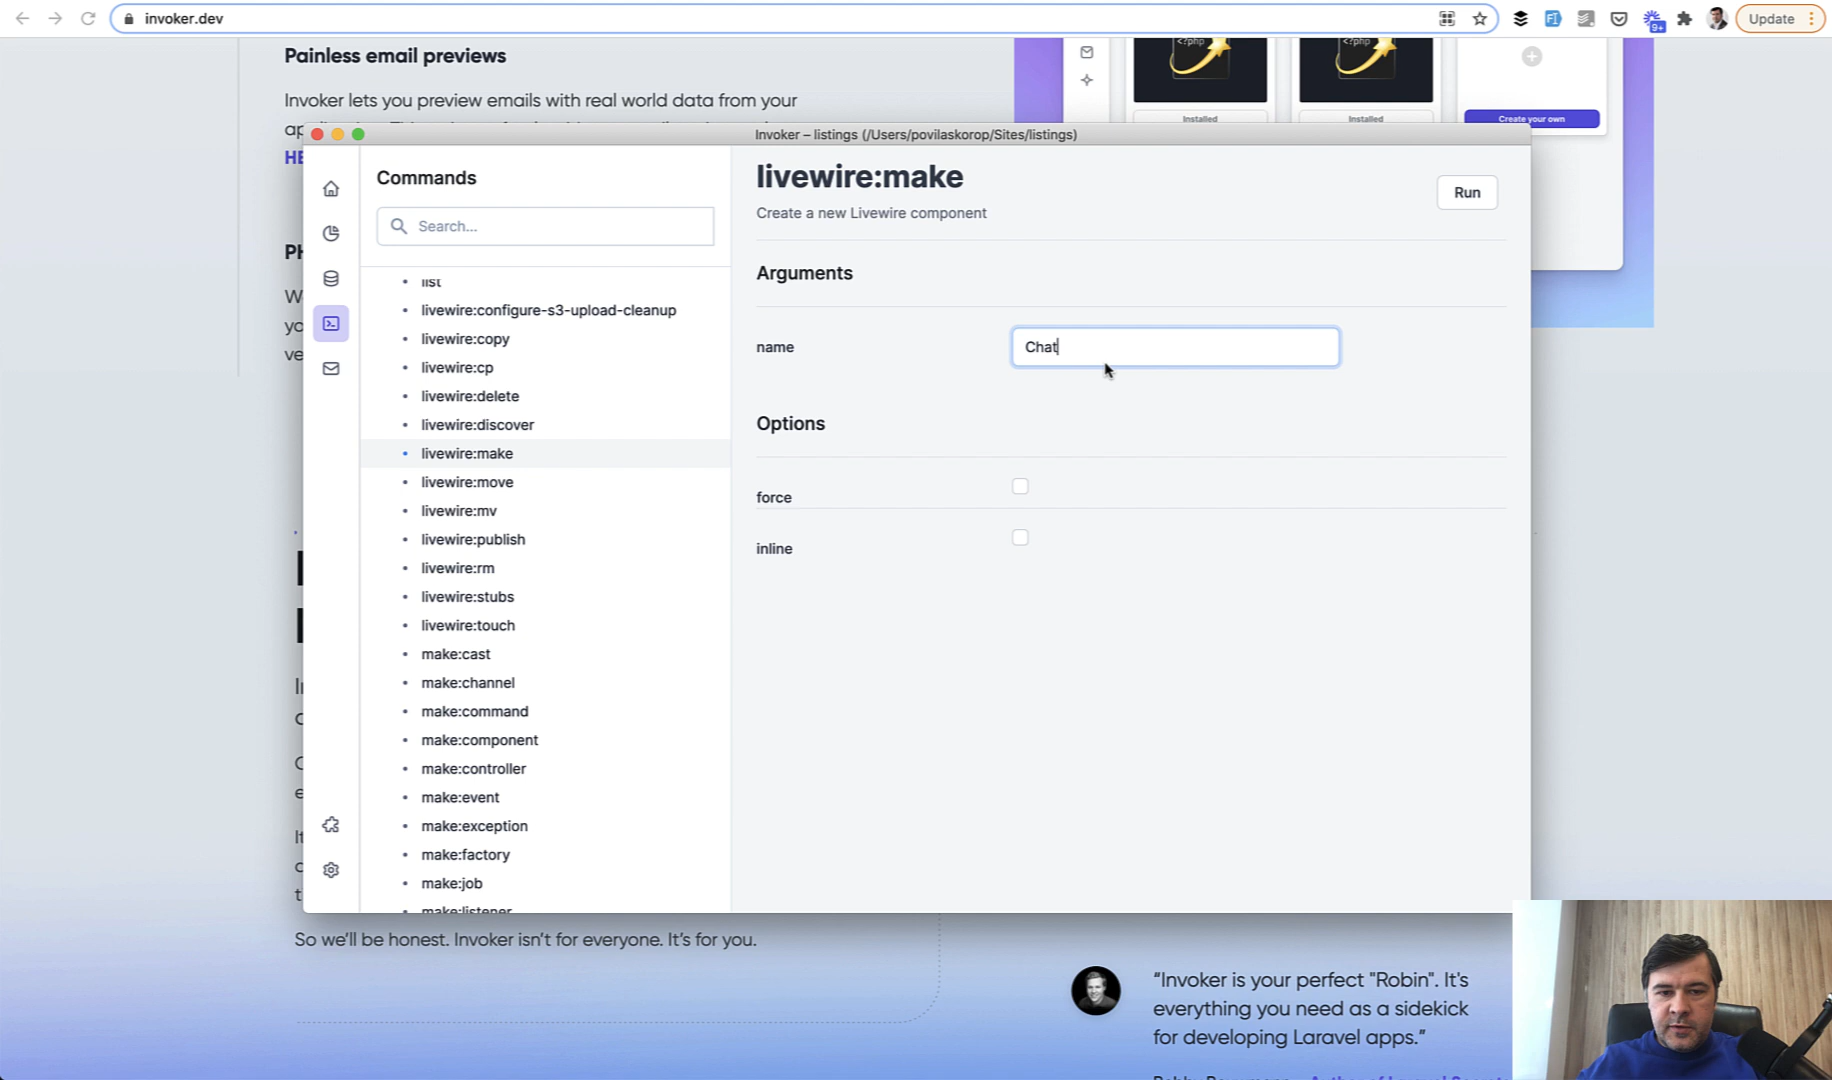 invoker.dev
Update
9+
Painless email previews
Invoker lets you preview emails with real world data from your
HE
<?php
<?php
Installed
Installed
Create your own
Invoker – listings (/Users/povilaskorop/Sites/listings)
Commands
Search...
list
livewire:configure-s3-upload-cleanup
livewire:copy
livewire:cp
livewire:delete
livewire:discover
livewire:make
livewire:move
livewire:mv
livewire:publish
livewire:rm
livewire:stubs
livewire:touch
make:cast
make:channel
make:command
make:component
make:controller
make:event
make:exception
make:factory
make:job
make:listener
livewire:make
Run
Create a new Livewire component
Arguments
name
Chat
Options
force
inline
So we'll be honest. Invoker isn't for everyone. It's for you.
“Invoker is your perfect "Robin". It's
everything you need as a sidekick
for developing Laravel apps.”